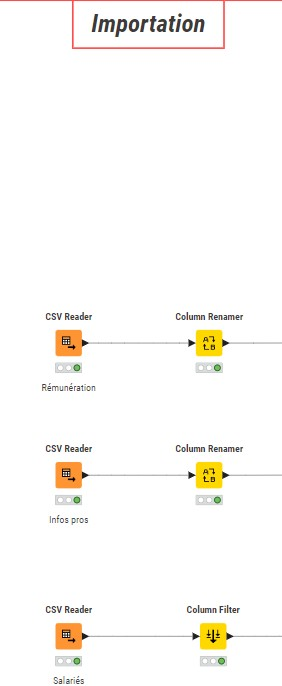 Importation
CSV Reader
Column Renamer
Rémunération
CSV Reader
Column Renamer
Infos pros
CSV Reader
Column Filter
Salariés